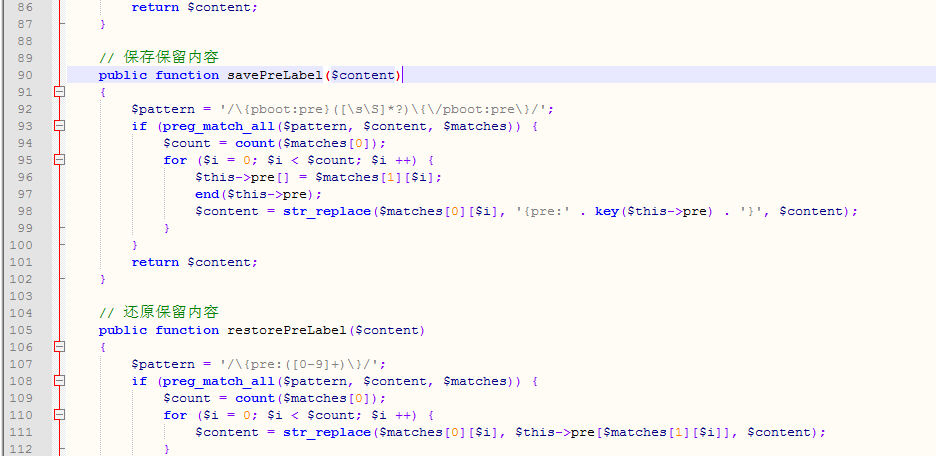 86 return $content;
87 }
88
89 // 保存保留内容
90 public function savePreLabel($content)
91 {
92 $pattern = '/\{pboot:pre}([\s\S]*?)\{\/pboot:pre\}/';
93 if (preg_match_all($pattern, $content, $matches)) {
94 $count = count($matches[0]);
95 for ($i = 0; $i < $count; $i ++) {
96 $this->pre[] = $matches[1][$i];
97 end($this->pre);
98 $content = str_replace($matches[0][$i], '{pre:' . key($this->pre) . '}', $content);
99 }
100 }
101 return $content;
102 }
103
104 // 还原保留内容
105 public function restorePreLabel($content)
106 {
107 $pattern = '/\{pre:([0-9]+)\}/';
108 if (preg_match_all($pattern, $content, $matches)) {
109 $count = count($matches[0]);
110 for ($i = 0; $i < $count; $i ++) {
111 $content = str_replace($matches[0][$i], $this->pre[$matches[1][$i]], $content);
112 }